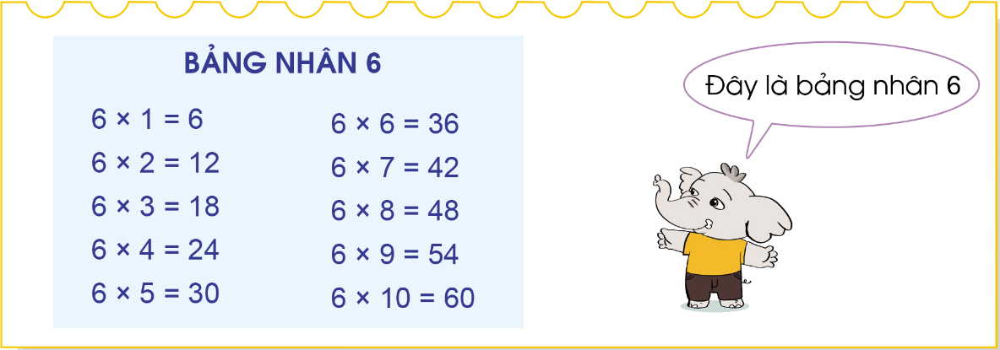 BẢNG NHÂN 6
6 × 1 = 6
6 × 2 = 12
6 × 3 = 18
6 × 4 = 24
6 × 5 = 30
6 × 6 = 36
6 × 7 = 42
6 × 8 = 48
6 × 9 = 54
6 × 10 = 60
Đây là bảng nhân 6